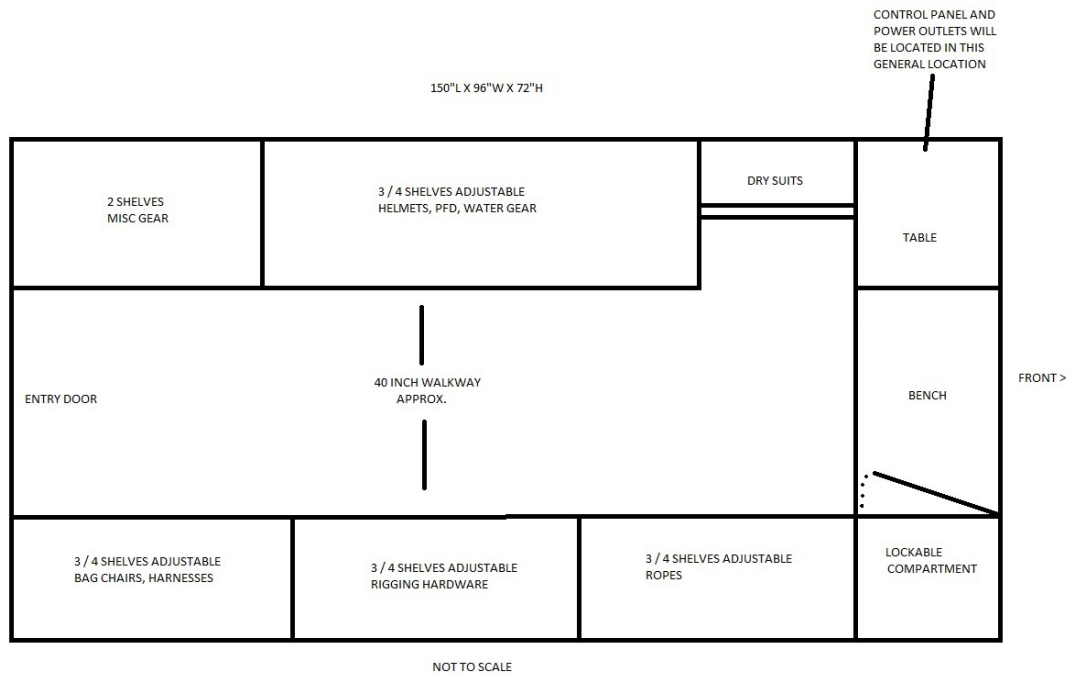 CONTROL PANEL AND
POWER OUTLETS WILL
BE LOCATED IN THIS
GENERAL LOCATION
150"L X 96"W X 72"H
2 SHELVES
MISC GEAR
3 / 4 SHELVES ADJUSTABLE
HELMETS, PFD, WATER GEAR
DRY SUITS
TABLE
ENTRY DOOR
40 INCH WALKWAY
APPROX.
BENCH
FRONT >
3 / 4 SHELVES ADJUSTABLE
BAG CHAIRS, HARNESSES
3 / 4 SHELVES ADJUSTABLE
RIGGING HARDWARE
3 / 4 SHELVES ADJUSTABLE
ROPES
LOCKABLE
COMPARTMENT
NOT TO SCALE